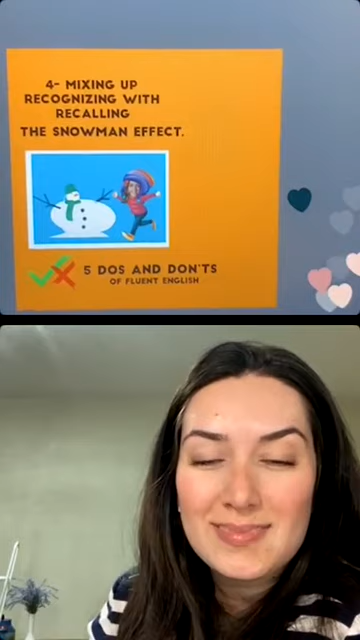 4- MIXING UP
RECOGNIZING WITH
RECALLING
THE SNOWMAN EFFECT.
5 DOS AND DON'TS
OF FLUENT ENGLISH